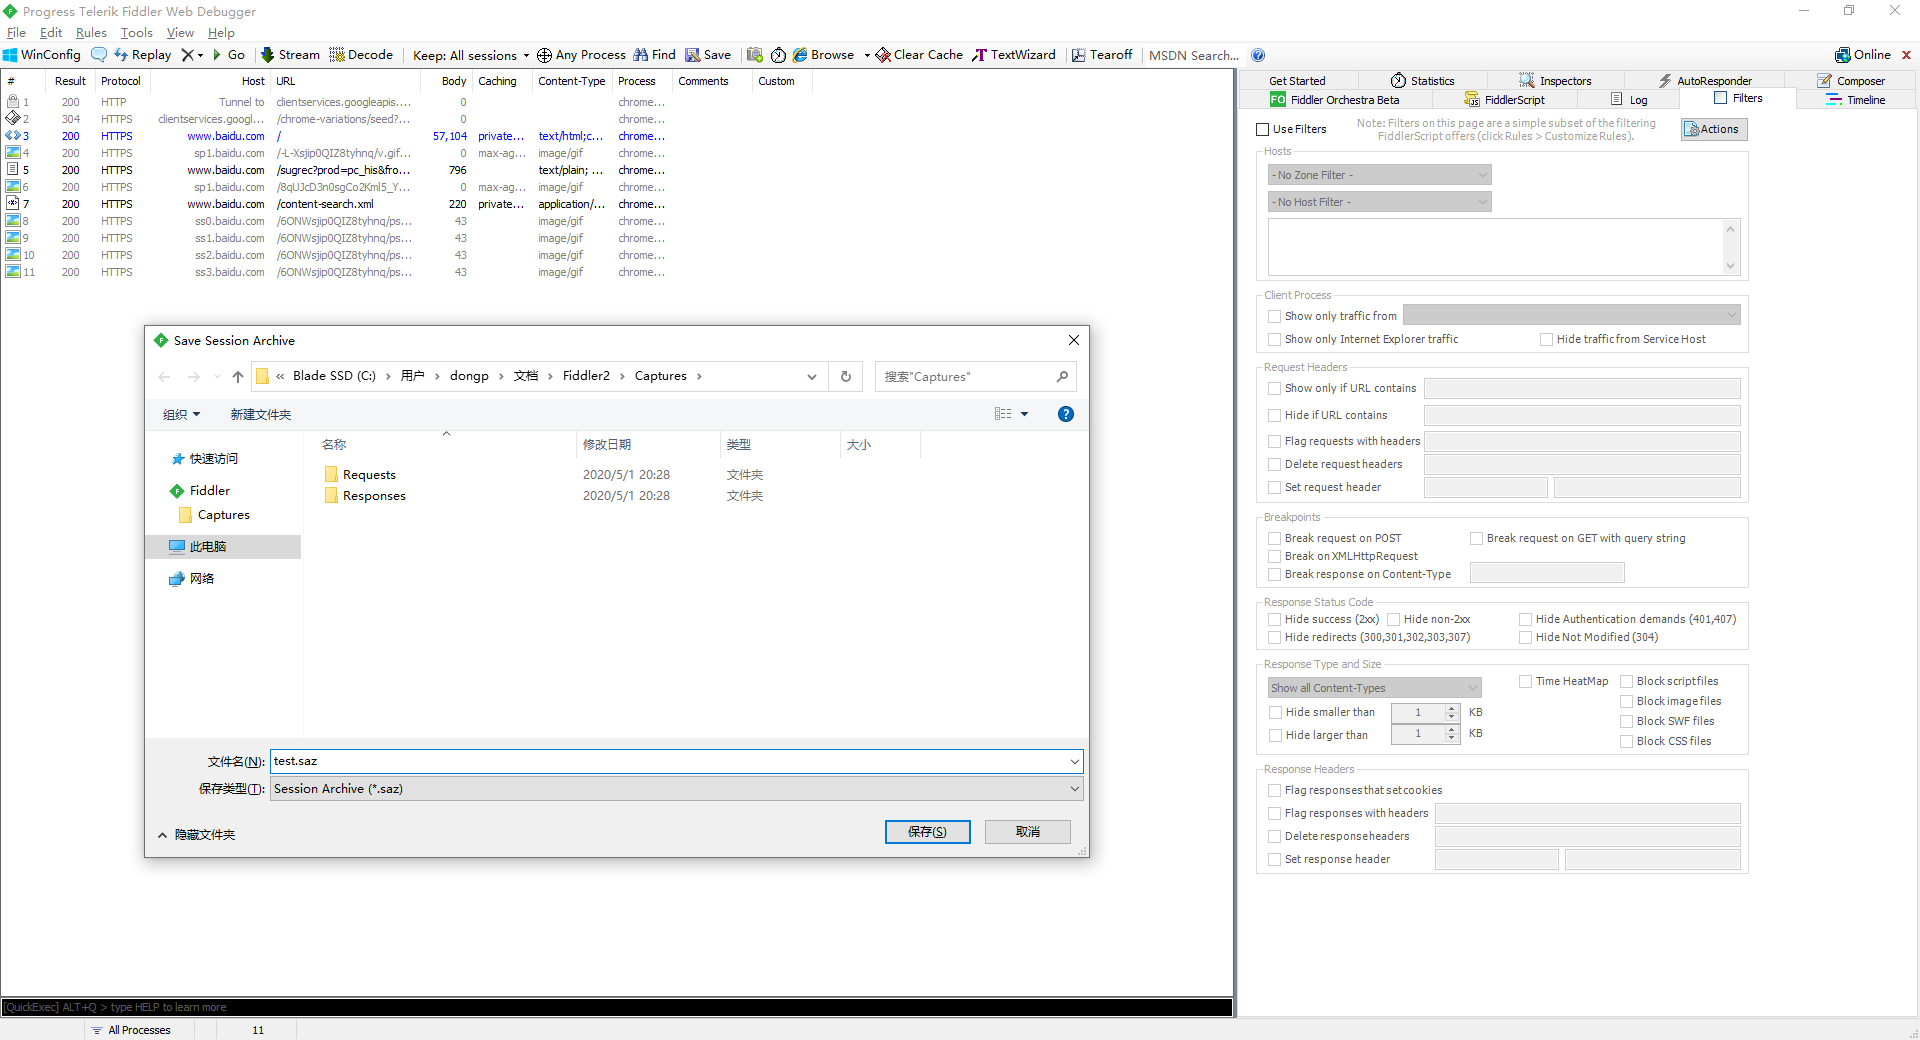 Progress Telerik Fiddler Web Debugger
File Edit Rules Tools View Help
WinConfig Replay Go Stream Decode Keep: All sessions Any Process Find Save Browse Clear Cache TextWizard Tearoff MSDN Search... Online
# Result Protocol Host URL Body Caching Content-Type Process Comments Custom
1 200 HTTP Tunnel to clientservices.googleapis.... 0 chrome...
2 304 HTTPS clientservices.googl... /chrome-variations/seed?... 0 chrome...
3 200 HTTPS www.baidu.com / 57,104 private... text/html;c... chrome...
4 200 HTTPS sp1.baidu.com /-L-Xsjip0QIZ8tyhnq/v.gif... 0 max-ag... image/gif chrome...
5 200 HTTPS www.baidu.com /sugrec?prod=pc_his&fro... 796 text/plain; ... chrome...
6 200 HTTPS sp1.baidu.com /8qUJcD3n0sgCo2Kml5_Y... 0 max-ag... image/gif chrome...
7 200 HTTPS www.baidu.com /content-search.xml 220 private... application/... chrome...
8 200 HTTPS ss0.baidu.com /6ONWsjip0QIZ8tyhnq/ps... 43 image/gif chrome...
9 200 HTTPS ss1.baidu.com /6ONWsjip0QIZ8tyhnq/ps... 43 image/gif chrome...
10 200 HTTPS ss2.baidu.com /6ONWsjip0QIZ8tyhnq/ps... 43 image/gif chrome...
11 200 HTTPS ss3.baidu.com /6ONWsjip0QIZ8tyhnq/ps... 43 image/gif chrome...
Save Session Archive
« Blade SSD (C:) › 用户 › dongp › 文档 › Fiddler2 › Captures ›
搜索"Captures"
组织 新建文件夹
名称 修改日期 类型 大小
快速访问
Fiddler
Captures
此电脑
网络
Requests 2020/5/1 20:28 文件夹
Responses 2020/5/1 20:28 文件夹
文件名(N): test.saz
保存类型(T): Session Archive (*.saz)
隐藏文件夹
保存(S) 取消
[QuickExec] ALT+Q > type HELP to learn more
All Processes 11
Get Started Statistics Inspectors AutoResponder Composer
FO Fiddler Orchestra Beta FiddlerScript Log Filters Timeline
Use Filters
Note: Filters on this page are a simple subset of the filtering
FiddlerScript offers (click Rules > Customize Rules).
Actions
Hosts
- No Zone Filter -
- No Host Filter -
Client Process
Show only traffic from
Show only Internet Explorer traffic Hide traffic from Service Host
Request Headers
Show only if URL contains
Hide if URL contains
Flag requests with headers
Delete request headers
Set request header
Breakpoints
Break request on POST Break request on GET with query string
Break on XMLHttpRequest
Break response on Content-Type
Response Status Code
Hide success (2xx) Hide non-2xx Hide Authentication demands (401,407)
Hide redirects (300,301,302,303,307) Hide Not Modified (304)
Response Type and Size
Show all Content-Types Time HeatMap Block script files
Hide smaller than 1 KB Block image files
Block SWF files
Hide larger than 1 KB Block CSS files
Response Headers
Flag responses that set cookies
Flag responses with headers
Delete response headers
Set response header